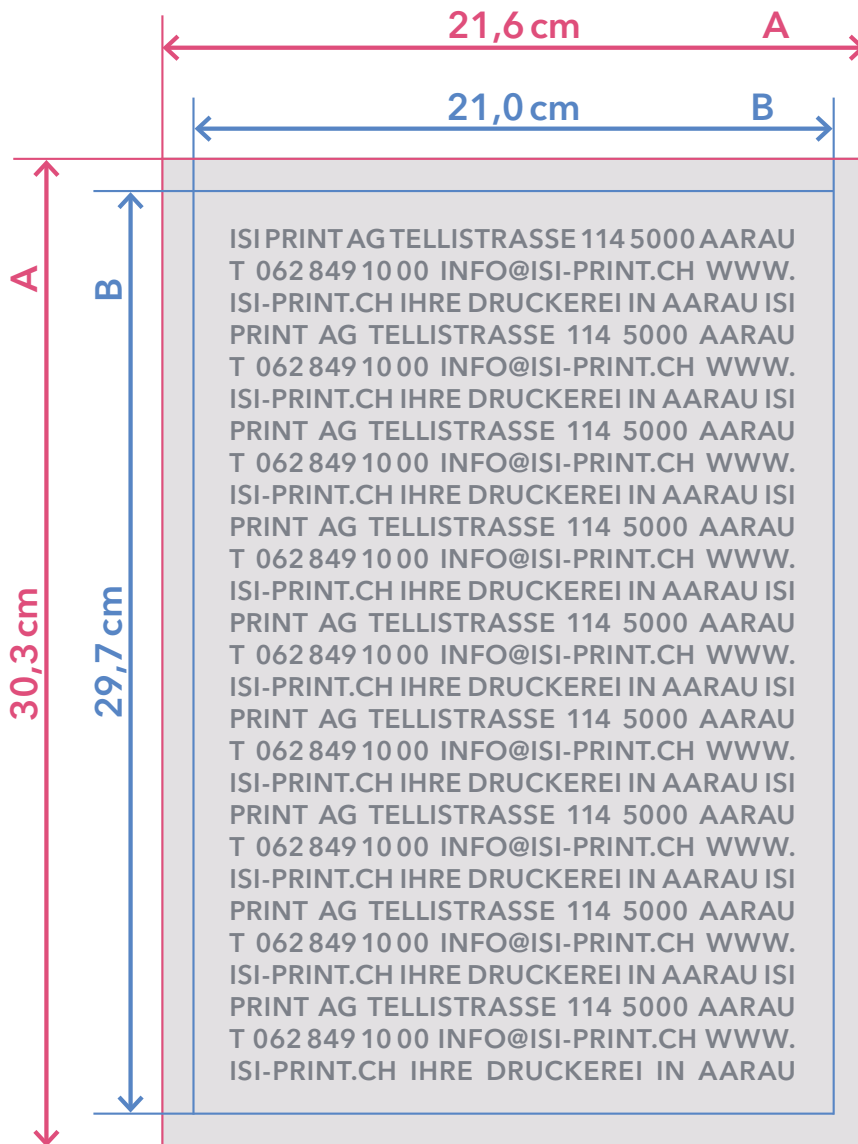 21,6 cm A
21,0 cm B
A
B
30,3 cm
29,7 cm
ISI PRINT AG TELLISTRASSE 114 5000 AARAU
T 062 849 10 00 INFO@ISI-PRINT.CH WWW.
ISI-PRINT.CH IHRE DRUCKEREI IN AARAU ISI
PRINT AG TELLISTRASSE 114 5000 AARAU
T 062 849 10 00 INFO@ISI-PRINT.CH WWW.
ISI-PRINT.CH IHRE DRUCKEREI IN AARAU ISI
PRINT AG TELLISTRASSE 114 5000 AARAU
T 062 849 10 00 INFO@ISI-PRINT.CH WWW.
ISI-PRINT.CH IHRE DRUCKEREI IN AARAU ISI
PRINT AG TELLISTRASSE 114 5000 AARAU
T 062 849 10 00 INFO@ISI-PRINT.CH WWW.
ISI-PRINT.CH IHRE DRUCKEREI IN AARAU ISI
PRINT AG TELLISTRASSE 114 5000 AARAU
T 062 849 10 00 INFO@ISI-PRINT.CH WWW.
ISI-PRINT.CH IHRE DRUCKEREI IN AARAU ISI
PRINT AG TELLISTRASSE 114 5000 AARAU
T 062 849 10 00 INFO@ISI-PRINT.CH WWW.
ISI-PRINT.CH IHRE DRUCKEREI IN AARAU ISI
PRINT AG TELLISTRASSE 114 5000 AARAU
T 062 849 10 00 INFO@ISI-PRINT.CH WWW.
ISI-PRINT.CH IHRE DRUCKEREI IN AARAU ISI
PRINT AG TELLISTRASSE 114 5000 AARAU
T 062 849 10 00 INFO@ISI-PRINT.CH WWW.
ISI-PRINT.CH IHRE DRUCKEREI IN AARAU ISI
PRINT AG TELLISTRASSE 114 5000 AARAU
T 062 849 10 00 INFO@ISI-PRINT.CH WWW.
ISI-PRINT.CH IHRE DRUCKEREI IN AARAU